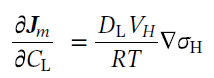 ∂J_m/∂C_L = D_L V_H/RT ∇σ_H